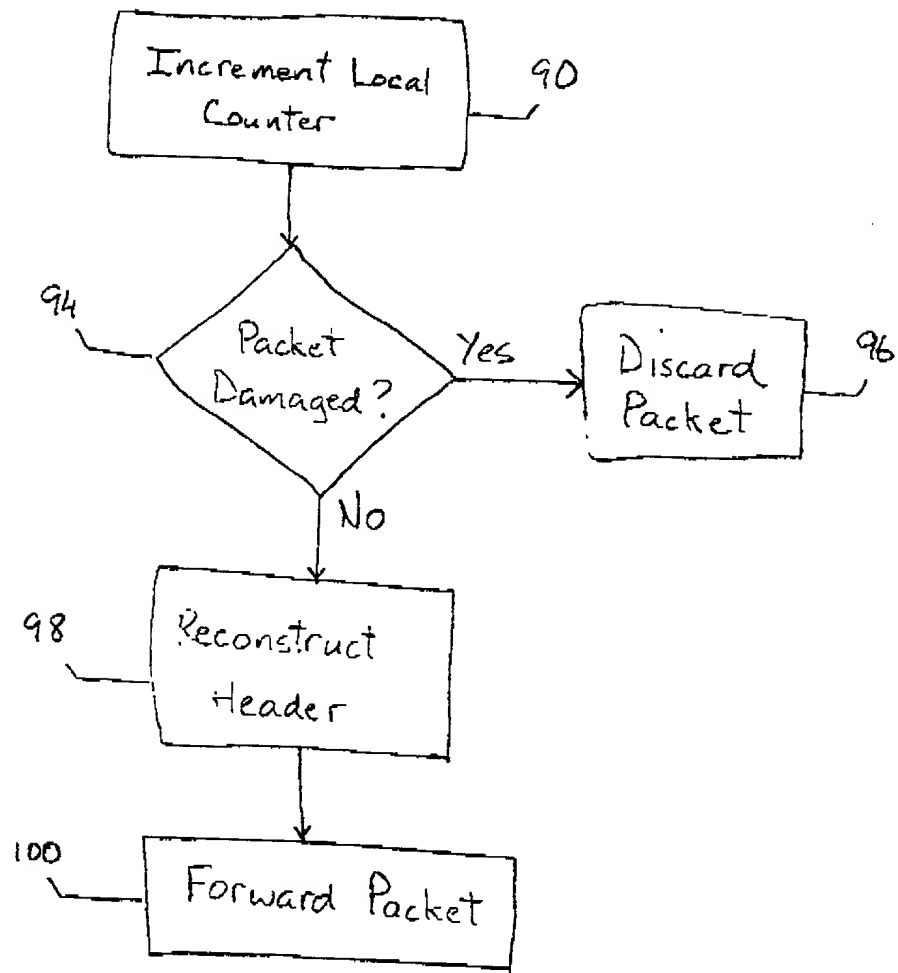 Increment Local
Counter
90
94
Packet
Damaged?
Yes
Discard
Packet
96
No
98
Reconstruct
Header
100
Forward Packet